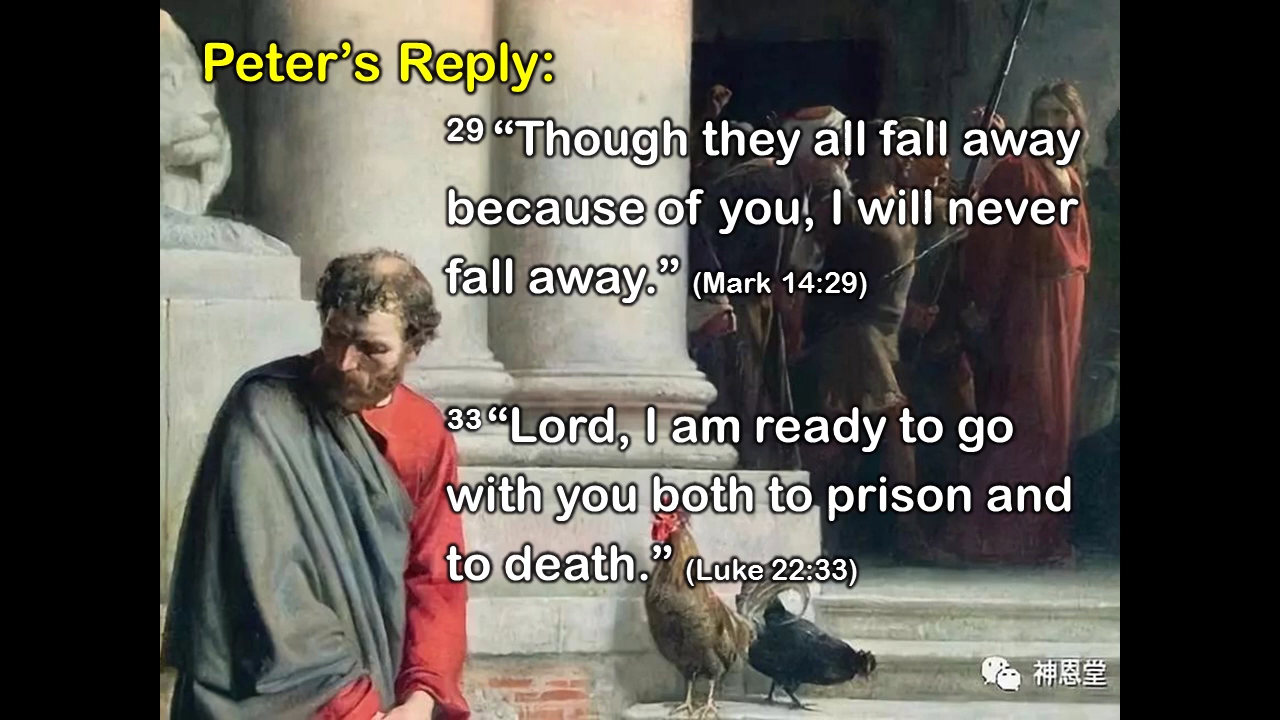 Peter’s Reply:
29 “Though they all fall away
because of you, I will never
fall away.” (Mark 14:29)
33 “Lord, I am ready to go
with you both to prison and
to death.” (Luke 22:33)
神恩堂